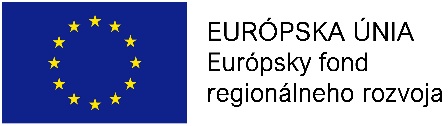 EURÓPSKA ÚNIA
Európsky fond
regionálneho rozvoja